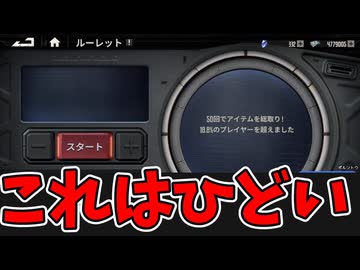 ルーレット
332
4779005
50回でアイテムを総取り!
スタート
のプレイヤーを超えました
これはひどい